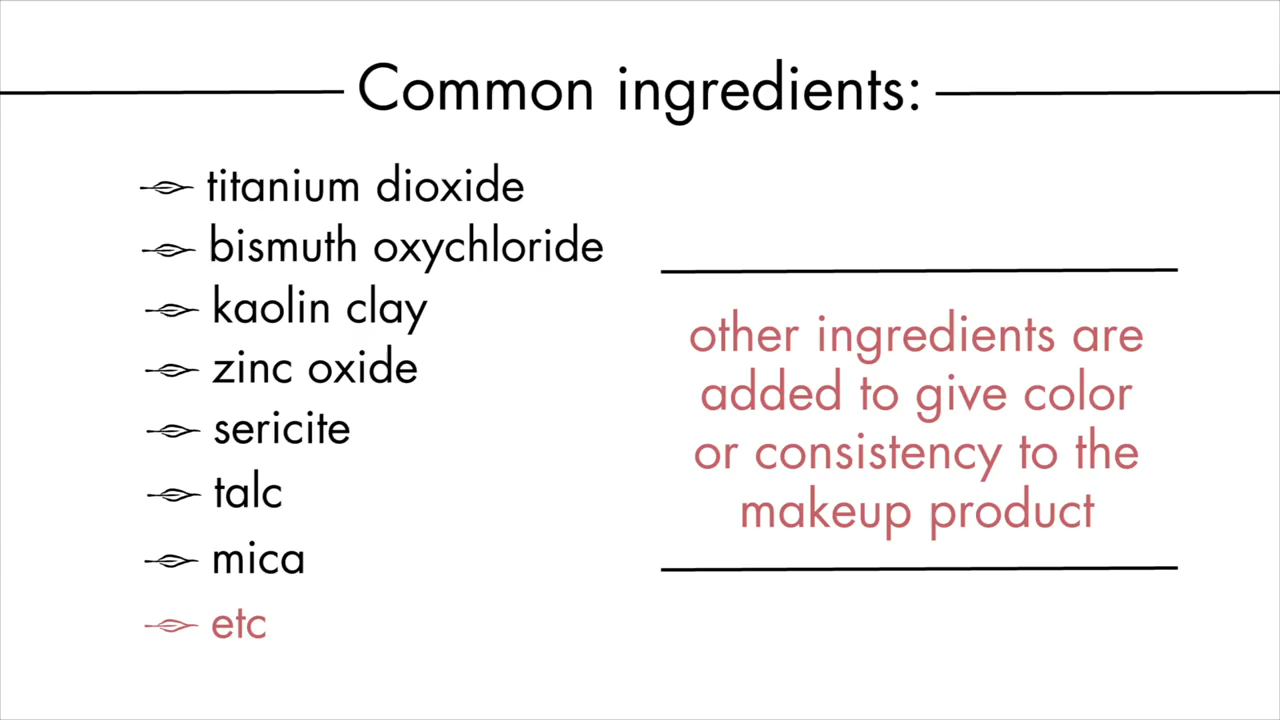 Common ingredients:
titanium dioxide
bismuth oxychloride
kaolin clay
zinc oxide
sericite
talc
mica
etc
other ingredients are
added to give color
or consistency to the
makeup product